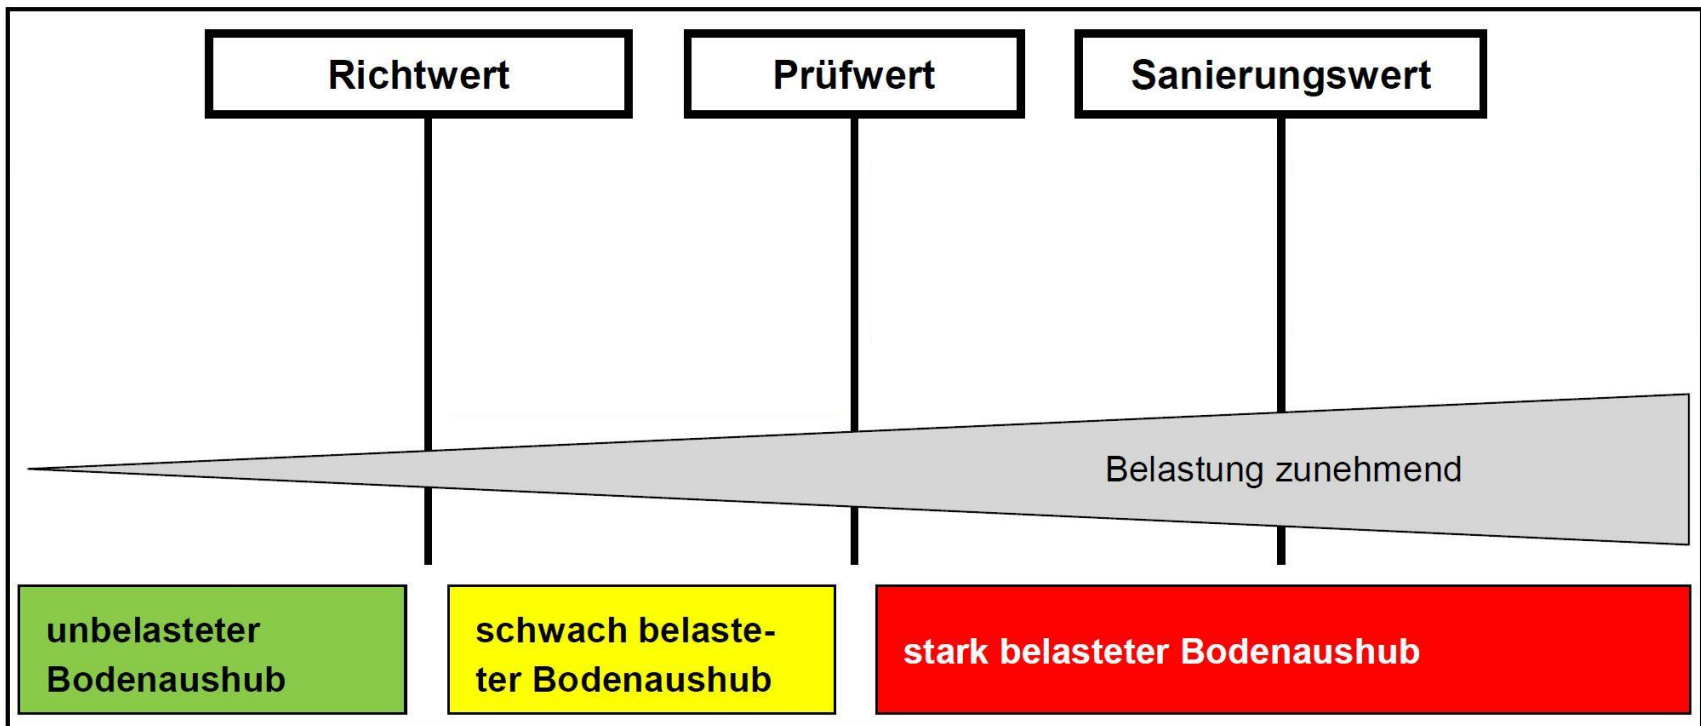 Richtwert
Prüfwert
Sanierungswert
Belastung zunehmend
unbelasteter
Bodenaushub
schwach belaste-
ter Bodenaushub
stark belasteter Bodenaushub